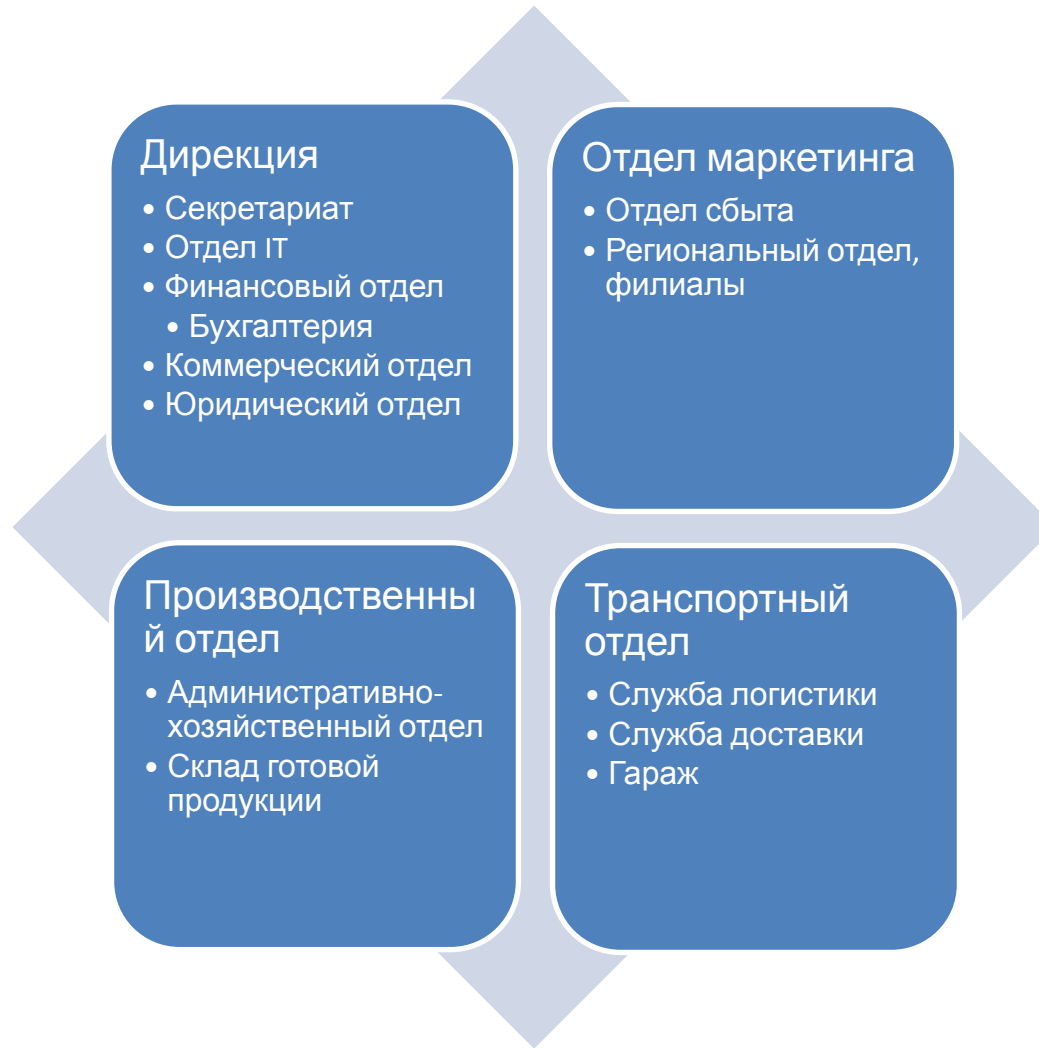 Дирекция
• Секретариат
• Отдел IT
• Финансовый отдел
• Бухгалтерия
• Коммерческий отдел
• Юридический отдел
Отдел маркетинга
• Отдел сбыта
• Региональный отдел,
филиалы
Производственны
й отдел
• Административно-
хозяйственный отдел
• Склад готовой
продукции
Транспортный
отдел
• Служба логистики
• Служба доставки
• Гараж